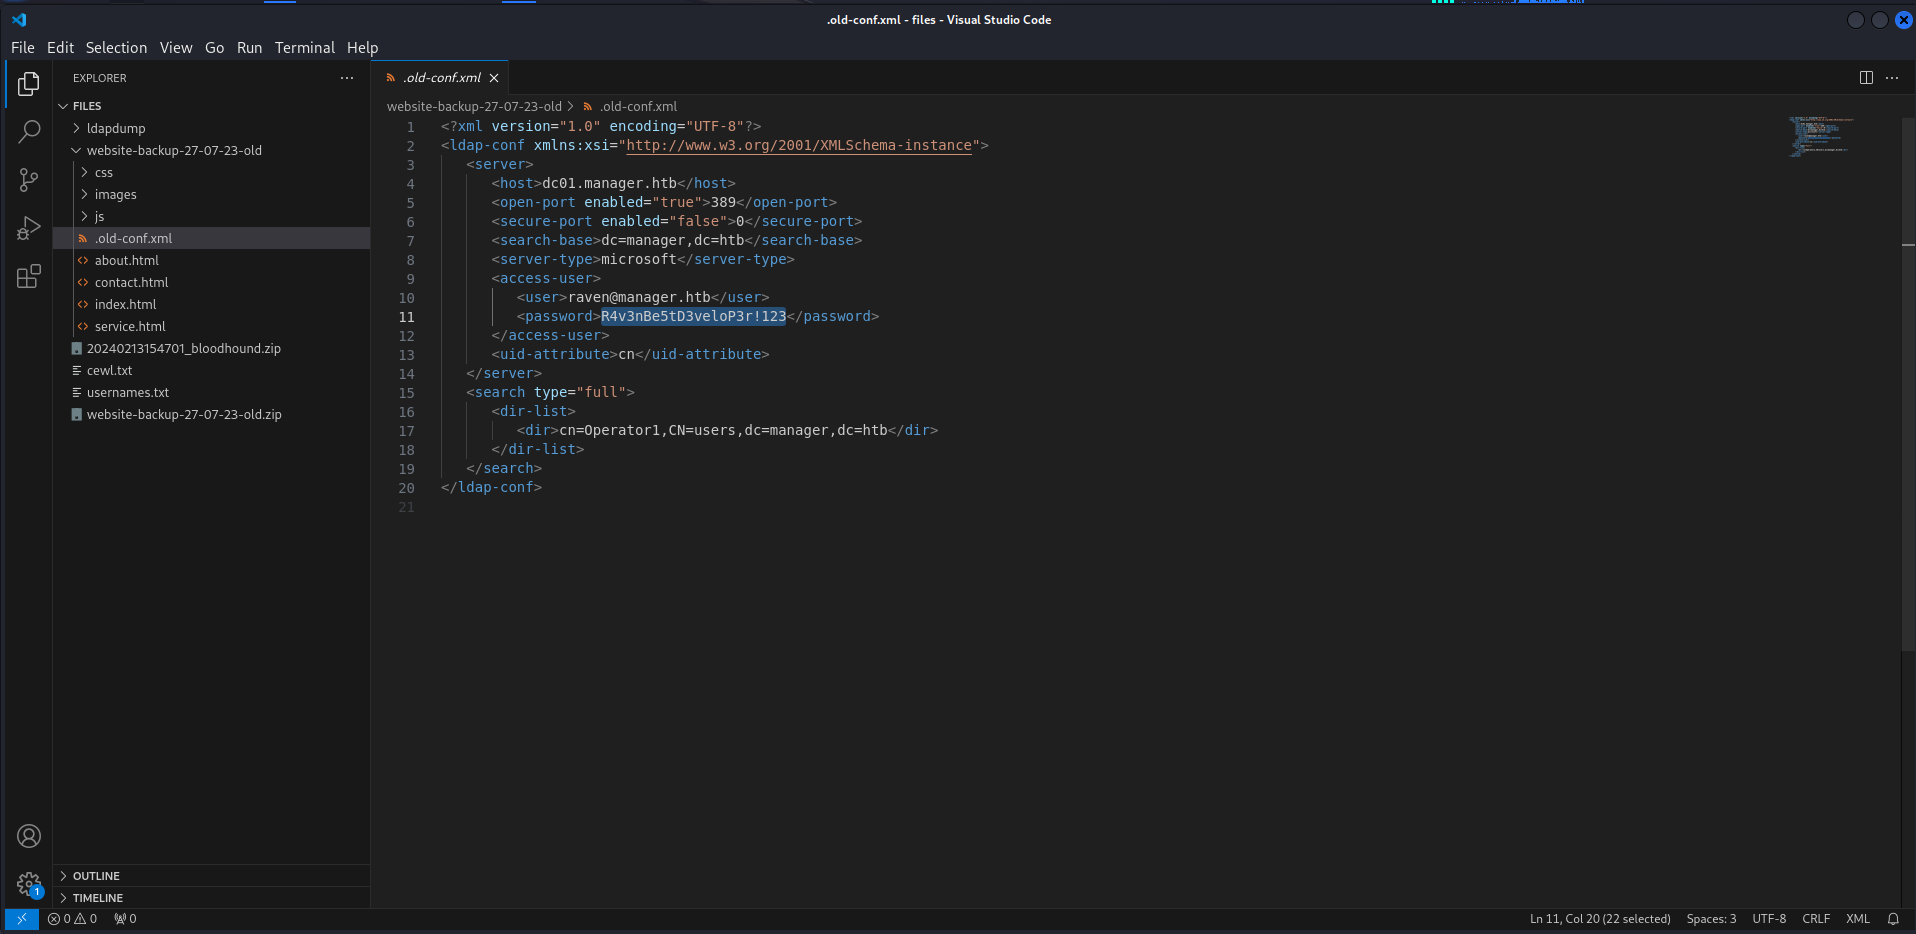 .old-conf.xml - files - Visual Studio Code
File Edit Selection View Go Run Terminal Help
EXPLORER
FILES
ldapdump
website-backup-27-07-23-old
css
images
js
.old-conf.xml
about.html
contact.html
index.html
service.html
20240213154701_bloodhound.zip
cewl.txt
usernames.txt
website-backup-27-07-23-old.zip
OUTLINE
TIMELINE
.old-conf.xml
website-backup-27-07-23-old > .old-conf.xml
1 <?xml version="1.0" encoding="UTF-8"?>
2 <ldap-conf xmlns:xsi="http://www.w3.org/2001/XMLSchema-instance">
3 <server>
4 <host>dc01.manager.htb</host>
5 <open-port enabled="true">389</open-port>
6 <secure-port enabled="false">0</secure-port>
7 <search-base>dc=manager,dc=htb</search-base>
8 <server-type>microsoft</server-type>
9 <access-user>
10 <user>raven@manager.htb</user>
11 <password>R4v3nBe5tD3veloP3r!123</password>
12 </access-user>
13 <uid-attribute>cn</uid-attribute>
14 </server>
15 <search type="full">
16 <dir-list>
17 <dir>cn=Operator1,CN=users,dc=manager,dc=htb</dir>
18 </dir-list>
19 </search>
20 </ldap-conf>
21
1
0 0 0
Ln 11, Col 20 (22 selected) Spaces: 3 UTF-8 CRLF XML